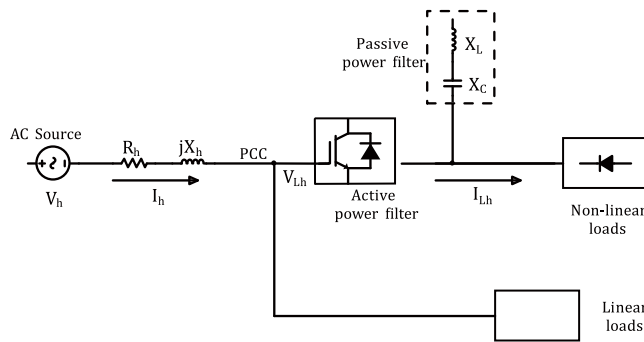 Passive
power filter
X_L
X_C
AC Source
R_h
jX_h
PCC
V_Lh
V_h
I_h
Active
power filter
I_Lh
Non-linear
loads
Linear
loads